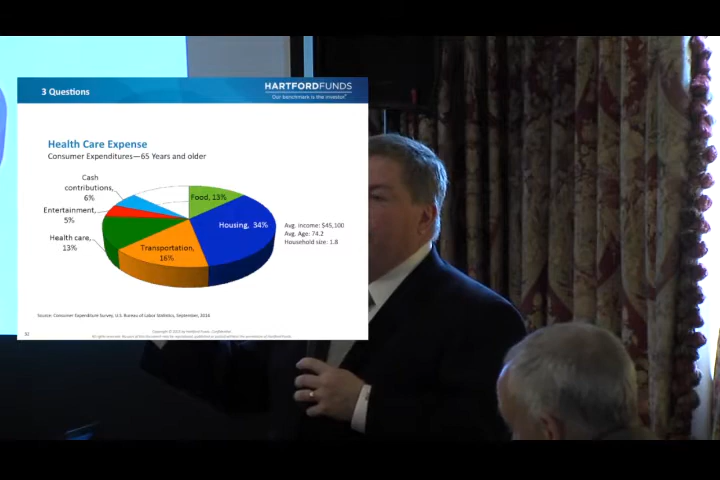 3 Questions
HARTFORDFUNDS
Our benchmark is the investor.®
Health Care Expense
Consumer Expenditures—65 Years and older
Cash
contributions,
6%
Food, 13%
Entertainment,
5%
Housing, 34%
Health care,
13%
Transportation,
16%
Avg. income: $45,100
Avg. Age: 74.2
Household size: 1.8
Source: Consumer Expenditure Survey, U.S. Bureau of Labor Statistics, September, 2014